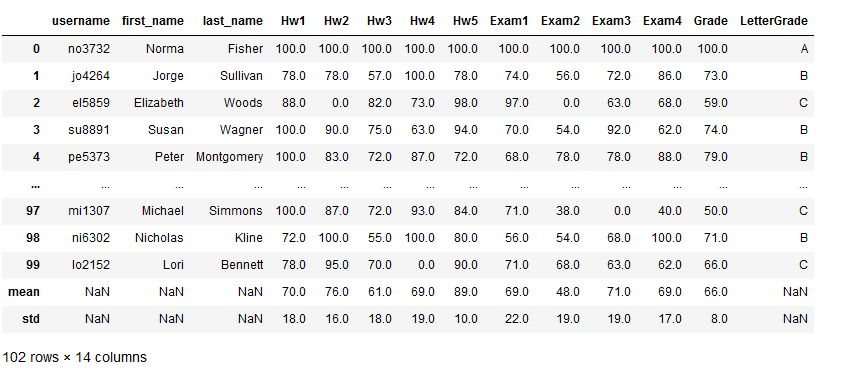 username first_name last_name Hw1 Hw2 Hw3 Hw4 Hw5 Exam1 Exam2 Exam3 Exam4 Grade LetterGrade
0 no3732 Norma Fisher 100.0 100.0 100.0 100.0 100.0 100.0 100.0 100.0 100.0 100.0 A
1 jo4264 Jorge Sullivan 78.0 78.0 57.0 100.0 78.0 74.0 56.0 72.0 86.0 73.0 B
2 el5859 Elizabeth Woods 88.0 0.0 82.0 73.0 98.0 97.0 0.0 63.0 68.0 59.0 C
3 su8891 Susan Wagner 100.0 90.0 75.0 63.0 94.0 70.0 54.0 92.0 62.0 74.0 B
4 pe5373 Peter Montgomery 100.0 83.0 72.0 87.0 72.0 68.0 78.0 78.0 88.0 79.0 B
... ... ... ... ... ... ... ... ... ... ... ... ... ... ...
97 mi1307 Michael Simmons 100.0 87.0 72.0 93.0 84.0 71.0 38.0 0.0 40.0 50.0 C
98 ni6302 Nicholas Kline 72.0 100.0 55.0 100.0 80.0 56.0 54.0 68.0 100.0 71.0 B
99 lo2152 Lori Bennett 78.0 95.0 70.0 0.0 90.0 71.0 68.0 63.0 62.0 66.0 C
mean NaN NaN NaN 70.0 76.0 61.0 69.0 89.0 69.0 48.0 71.0 69.0 66.0 NaN
std NaN NaN NaN 18.0 16.0 18.0 19.0 10.0 22.0 19.0 19.0 17.0 8.0 NaN
102 rows × 14 columns